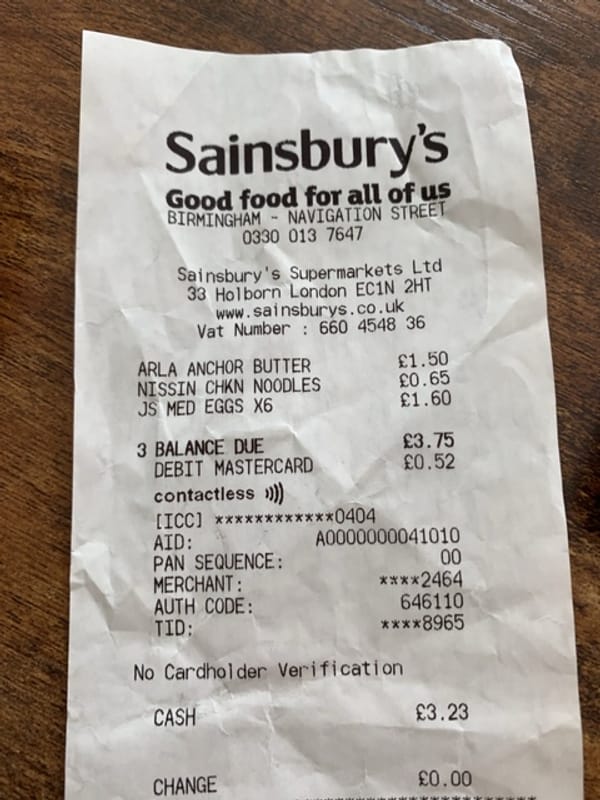 Sainsbury's
Good food for all of us
BIRMINGHAM - NAVIGATION STREET
0330 013 7647
Sainsbury's Supermarkets Ltd
33 Holborn London EC1N 2HT
www.sainsburys.co.uk
Vat Number : 660 4548 36
ARLA ANCHOR BUTTER £1.50
NISSIN CHKN NOODLES £0.65
JS MED EGGS X6 £1.60
3 BALANCE DUE £3.75
DEBIT MASTERCARD £0.52
contactless
[ICC] ************0404
AID: A0000000041010
PAN SEQUENCE: 00
MERCHANT: ****2464
AUTH CODE: 646110
TID: ****8965
No Cardholder Verification
CASH £3.23
CHANGE £0.00